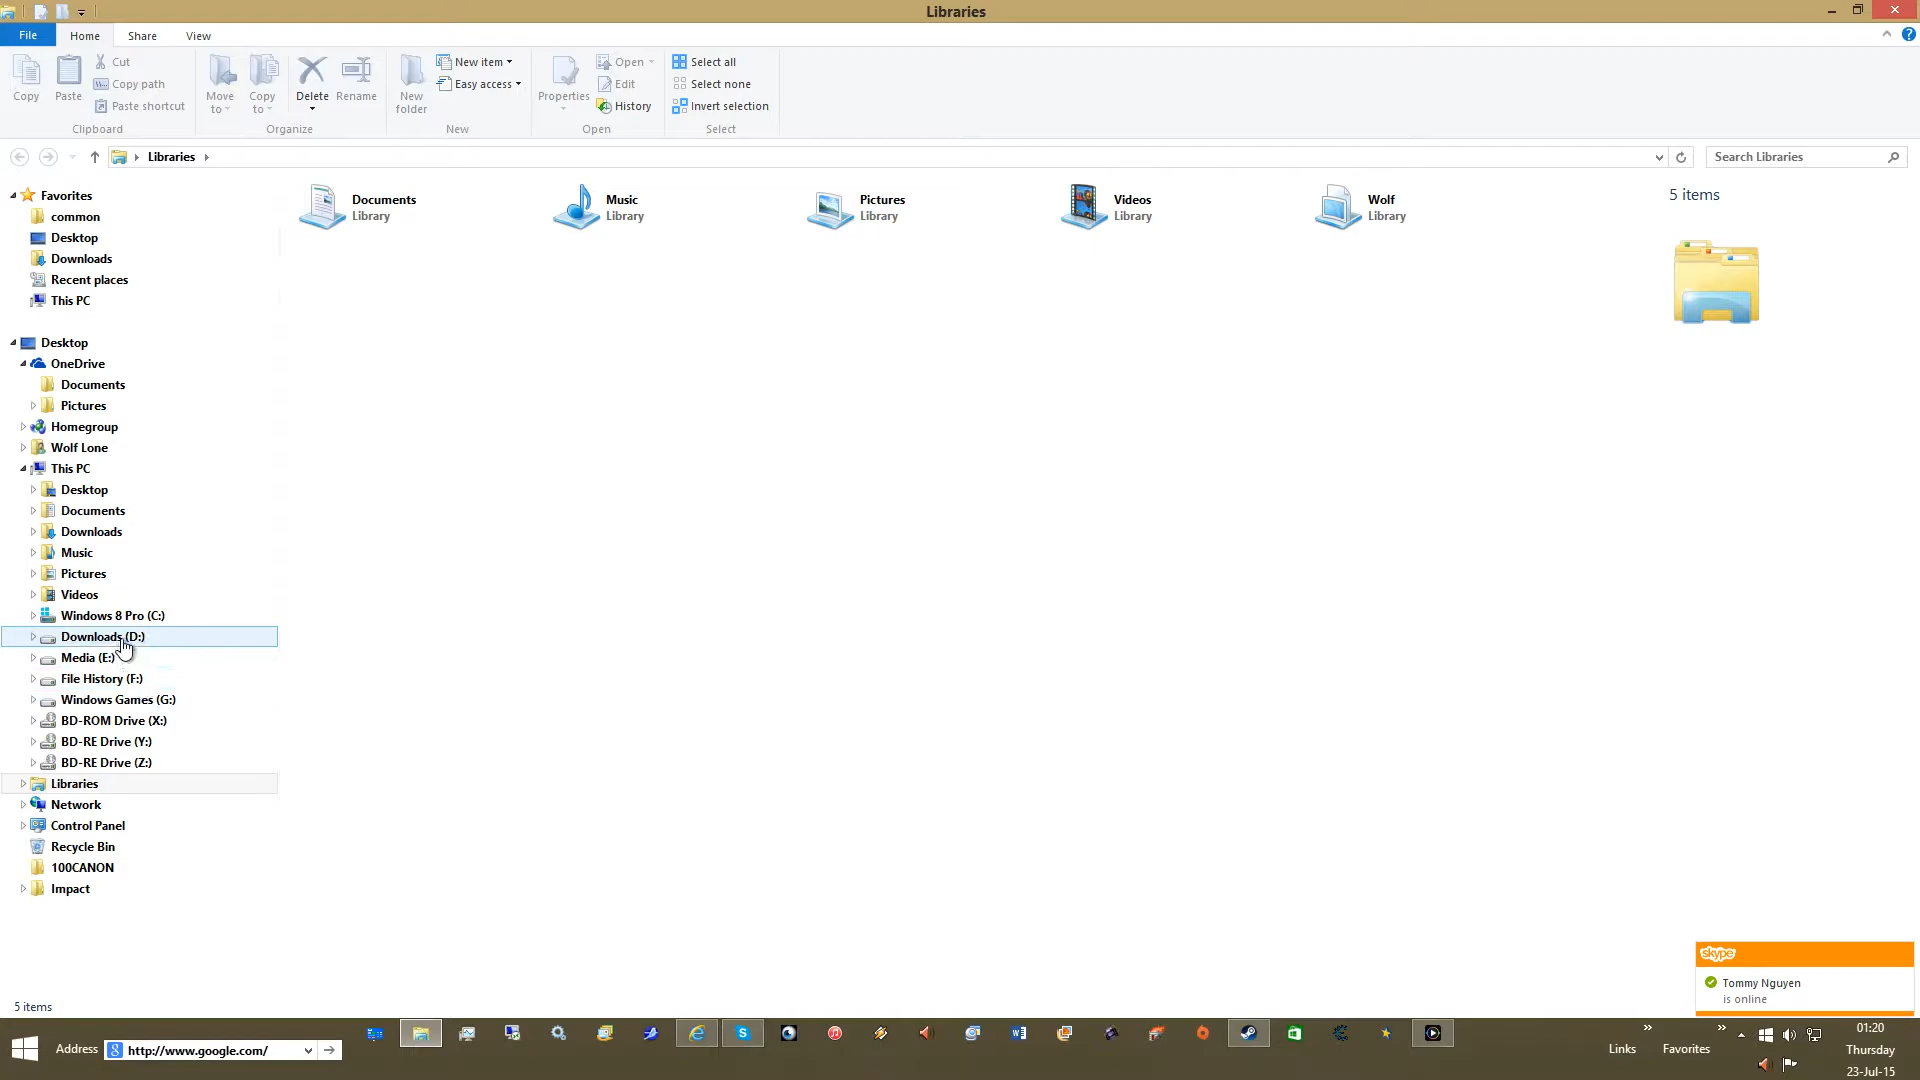 Libraries
File
Home
Share
View
Copy
Paste
Cut
Copy path
Paste shortcut
Clipboard
Move to
Copy to
Delete
Rename
Organize
New folder
New item
Easy access
New
Properties
Open
Edit
History
Open
Select all
Select none
Invert selection
Select
Libraries
Search Libraries
Favorites
common
Desktop
Downloads
Recent places
This PC
Desktop
OneDrive
Documents
Pictures
Homegroup
Wolf Lone
This PC
Desktop
Documents
Downloads
Music
Pictures
Videos
Windows 8 Pro (C:)
Downloads (D:)
Media (E:)
File History (F:)
Windows Games (G:)
BD-ROM Drive (X:)
BD-RE Drive (Y:)
BD-RE Drive (Z:)
Libraries
Network
Control Panel
Recycle Bin
100CANON
Impact
Documents
Library
Music
Library
Pictures
Library
Videos
Library
Wolf
Library
5 items
skype
Tommy Nguyen
is online
5 items
Address
http://www.google.com/
Links
Favorites
01:20
Thursday
23-Jul-15